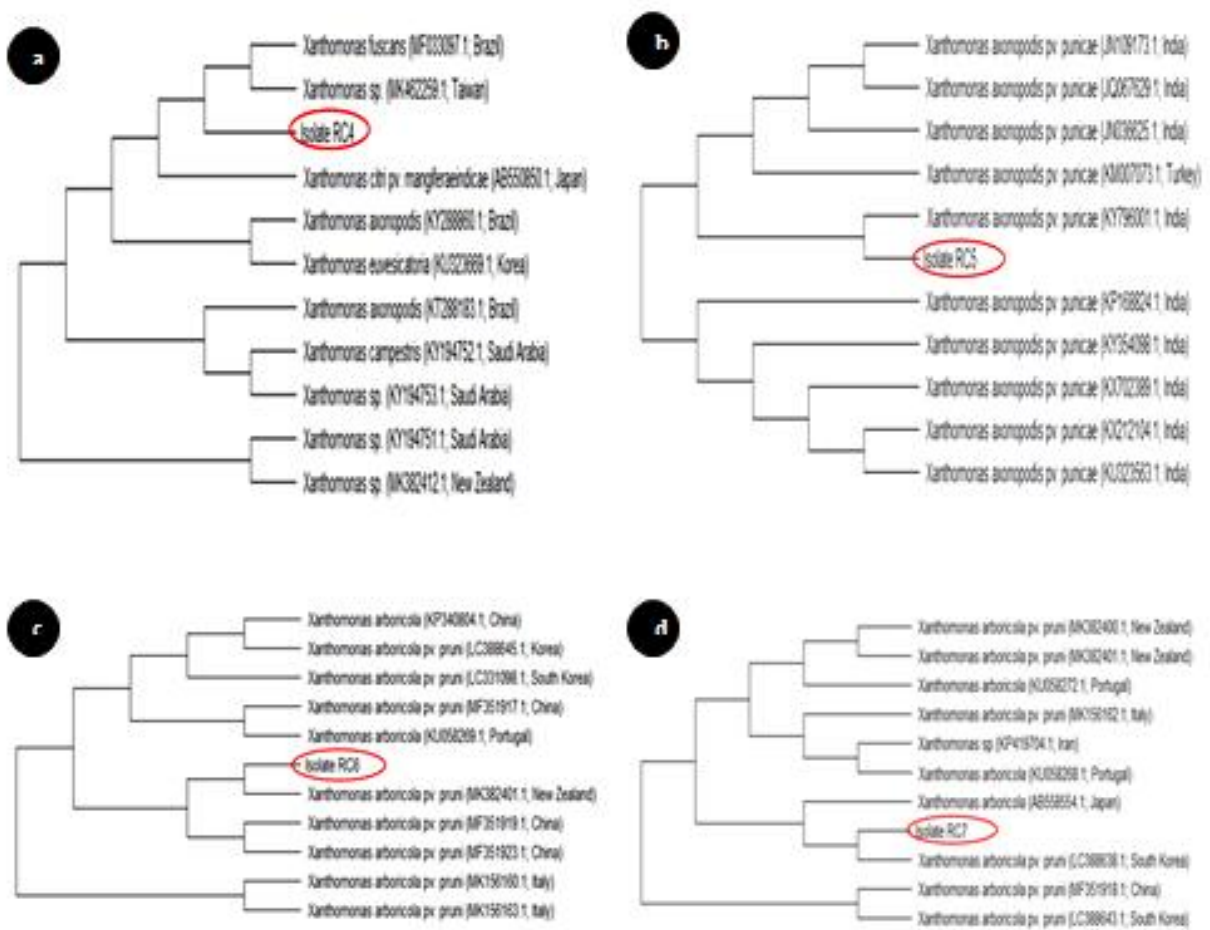 a
Xanthomonas fuscans (MF033097.1; Brazil)
Xanthomonas sp. (MK462259.1; Taiwan)
Isolate RC4
Xanthomonas citri pv. mangiferaeindicae (AB550850.1; Japan)
Xanthomonas axonopodis (KY288860.1; Brazil)
Xanthomonas euvesicatoria (KU323669.1; Korea)
Xanthomonas axonopodis (KT288183.1; Brazil)
Xanthomonas campestris (KY194752.1; Saudi Arabia)
Xanthomonas sp. (KY194753.1; Saudi Arabia)
Xanthomonas sp. (KY194751.1; Saudi Arabia)
Xanthomonas sp. (MK382412.1; New Zealand)
b
Xanthomonas axonopodis pv. punicae (JN109173.1; India)
Xanthomonas axonopodis pv. punicae (JQ067629.1; India)
Xanthomonas axonopodis pv. punicae (JN036625.1; India)
Xanthomonas axonopodis pv. punicae (KM007073.1; Turkey)
Xanthomonas axonopodis pv. punicae (KY796001.1; India)
Isolate RC5
Xanthomonas axonopodis pv. punicae (KP168824.1; India)
Xanthomonas axonopodis pv. punicae (KY354098.1; India)
Xanthomonas axonopodis pv. punicae (KX702389.1; India)
Xanthomonas axonopodis pv. punicae (KX212104.1; India)
Xanthomonas axonopodis pv. punicae (KU323563.1; India)
c
Xanthomonas arboricola (KP340804.1; China)
Xanthomonas arboricola pv. pruni (LC388645.1; Korea)
Xanthomonas arboricola pv. pruni (LC331098.1; South Korea)
Xanthomonas arboricola pv. pruni (MF351917.1; China)
Xanthomonas arboricola (KU058269.1; Portugal)
Isolate RC6
Xanthomonas arboricola pv. pruni (MK382401.1; New Zealand)
Xanthomonas arboricola pv. pruni (MF351919.1; China)
Xanthomonas arboricola pv. pruni (MF351923.1; China)
Xanthomonas arboricola pv. pruni (MK156160.1; Italy)
Xanthomonas arboricola pv. pruni (MK156163.1; Italy)
d
Xanthomonas arboricola pv. pruni (MK382400.1; New Zealand)
Xanthomonas arboricola pv. pruni (MK382401.1; New Zealand)
Xanthomonas arboricola (KU058272.1; Portugal)
Xanthomonas arboricola pv. pruni (MK156162.1; Italy)
Xanthomonas sp (KP419704.1; Iran)
Xanthomonas arboricola (KU058268.1; Portugal)
Xanthomonas arboricola (AB558554.1; Japan)
Isolate RC7
Xanthomonas arboricola pv. pruni (LC388638.1; South Korea)
Xanthomonas arboricola pv. pruni (MF351918.1; China)
Xanthomonas arboricola pv. pruni (LC388643.1; South Korea)